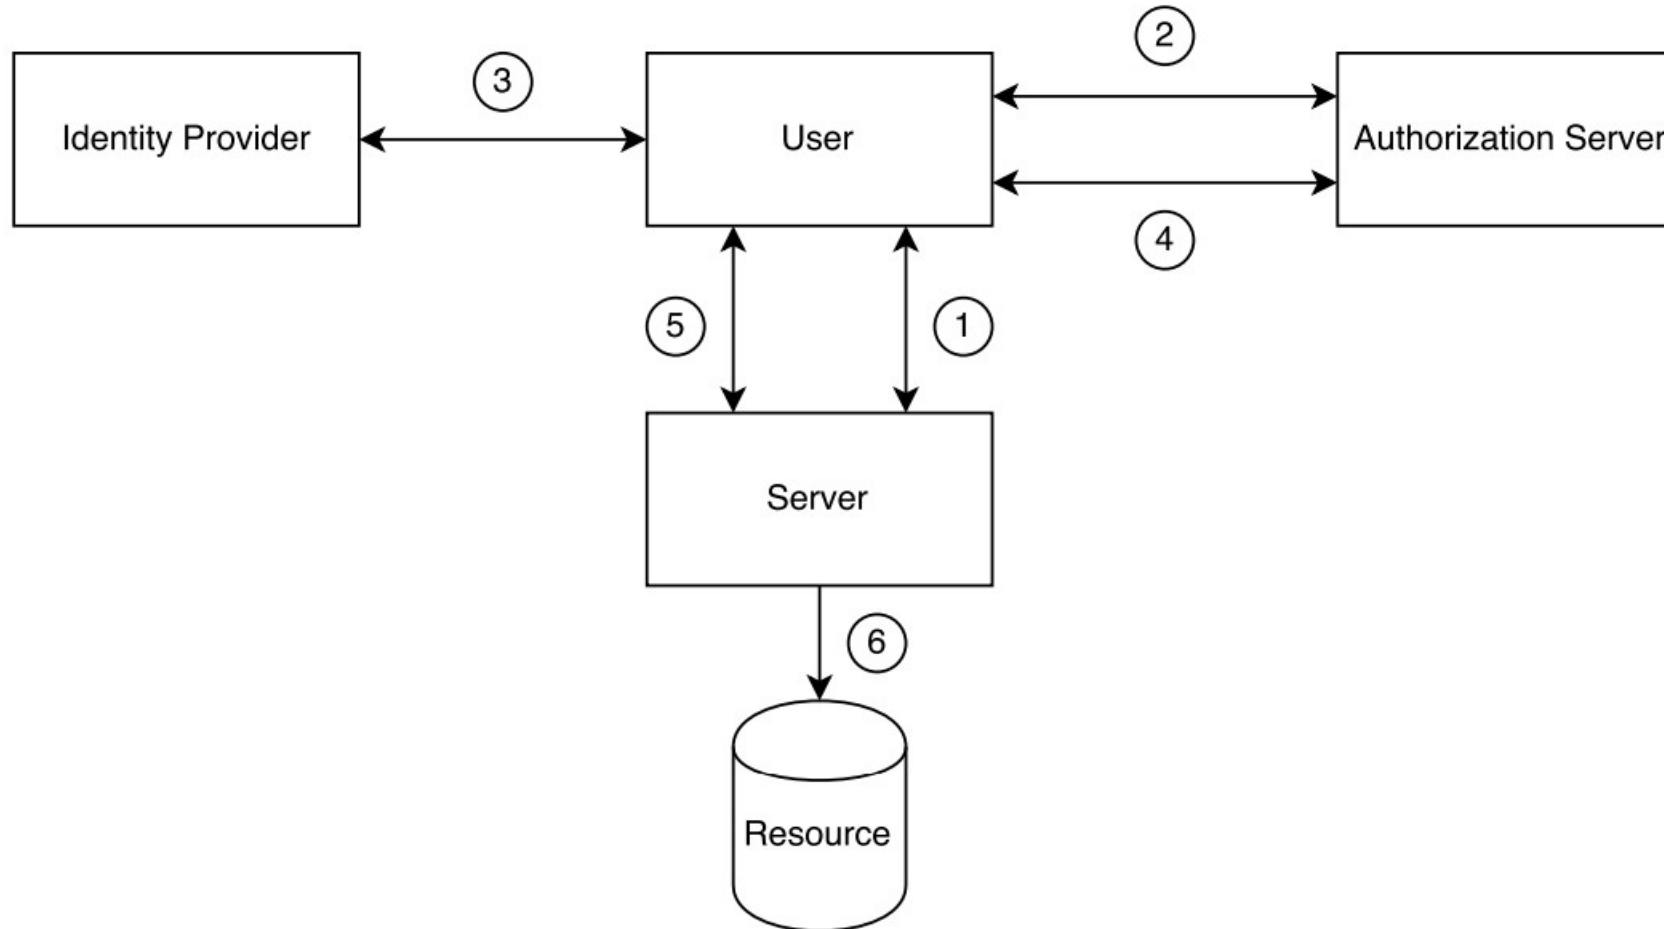 2
3
Identity Provider
User
Authorization Server
4
5
1
Server
6
Resource